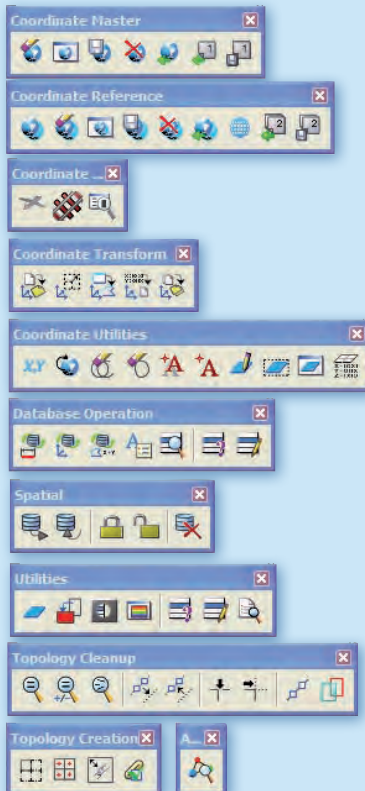 Coordinate Master
Coordinate Reference
Coordinate ...
Coordinate Transform
Coordinate Utilities
Database Operation
Spatial
Utilities
Topology Cleanup
Topology Creation
A...